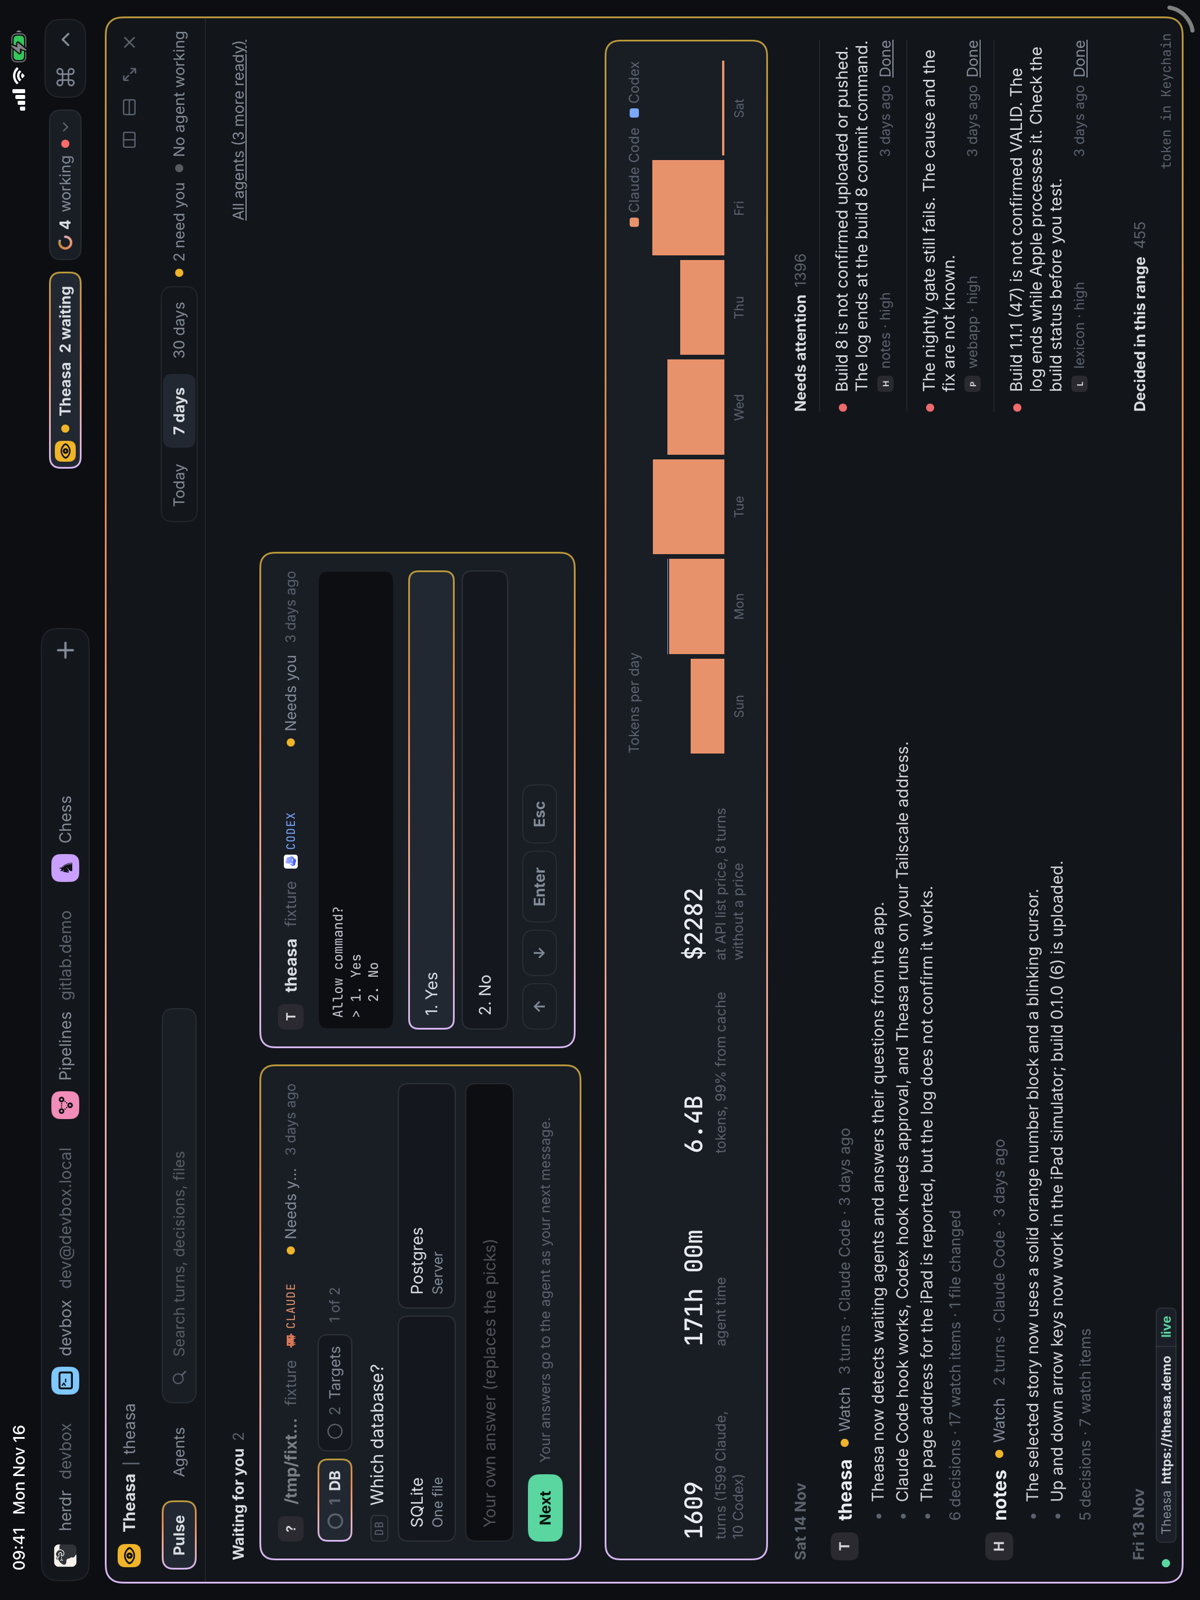 09:41 Mon Nov 16
herdr devbox
devbox dev@devbox.local
Pipelines gitlab.demo
Chess
Theasa 2 waiting
4 working
Theasa | theasa
Pulse
Agents
Search turns, decisions, files
Today
7 days
30 days
2 need you
No agent working
Waiting for you 2
All agents (3 more ready)
? /tmp/fixt... fixture CLAUDE Needs y... 3 days ago
1 DB
2 Targets
1 of 2
DB Which database?
SQLite
One file
Postgres
Server
Your own answer (replaces the picks)
Next
Your answers go to the agent as your next message.
T theasa fixture CODEX Needs you 3 days ago
Allow command?
> 1. Yes
2. No
1. Yes
2. No
↑
↓
Enter
Esc
1609
turns (1599 Claude,
10 Codex)
171h 00m
agent time
6.4B
tokens, 99% from cache
$2282
at API list price, 8 turns
without a price
Tokens per day
Claude Code
Codex
Sun
Mon
Tue
Wed
Thu
Fri
Sat
Sat 14 Nov
T theasa Watch 3 turns · Claude Code · 3 days ago
• Theasa now detects waiting agents and answers their questions from the app.
• Claude Code hook works, Codex hook needs approval, and Theasa runs on your Tailscale address.
• The page address for the iPad is reported, but the log does not confirm it works.
6 decisions · 17 watch items · 1 file changed
H notes Watch 2 turns · Claude Code · 3 days ago
• The selected story now uses a solid orange number block and a blinking cursor.
• Up and down arrow keys now work in the iPad simulator; build 0.1.0 (6) is uploaded.
5 decisions · 7 watch items
Fri 13 Nov
Needs attention 1396
Build 8 is not confirmed uploaded or pushed.
The log ends at the build 8 commit command.
H notes · high 3 days ago Done
The nightly gate still fails. The cause and the
fix are not known.
P webapp · high 3 days ago Done
Build 1.1.1 (47) is not confirmed VALID. The
log ends while Apple processes it. Check the
build status before you test.
L lexicon · high 3 days ago Done
Decided in this range 455
Theasa https://theasa.demo live
token in Keychain